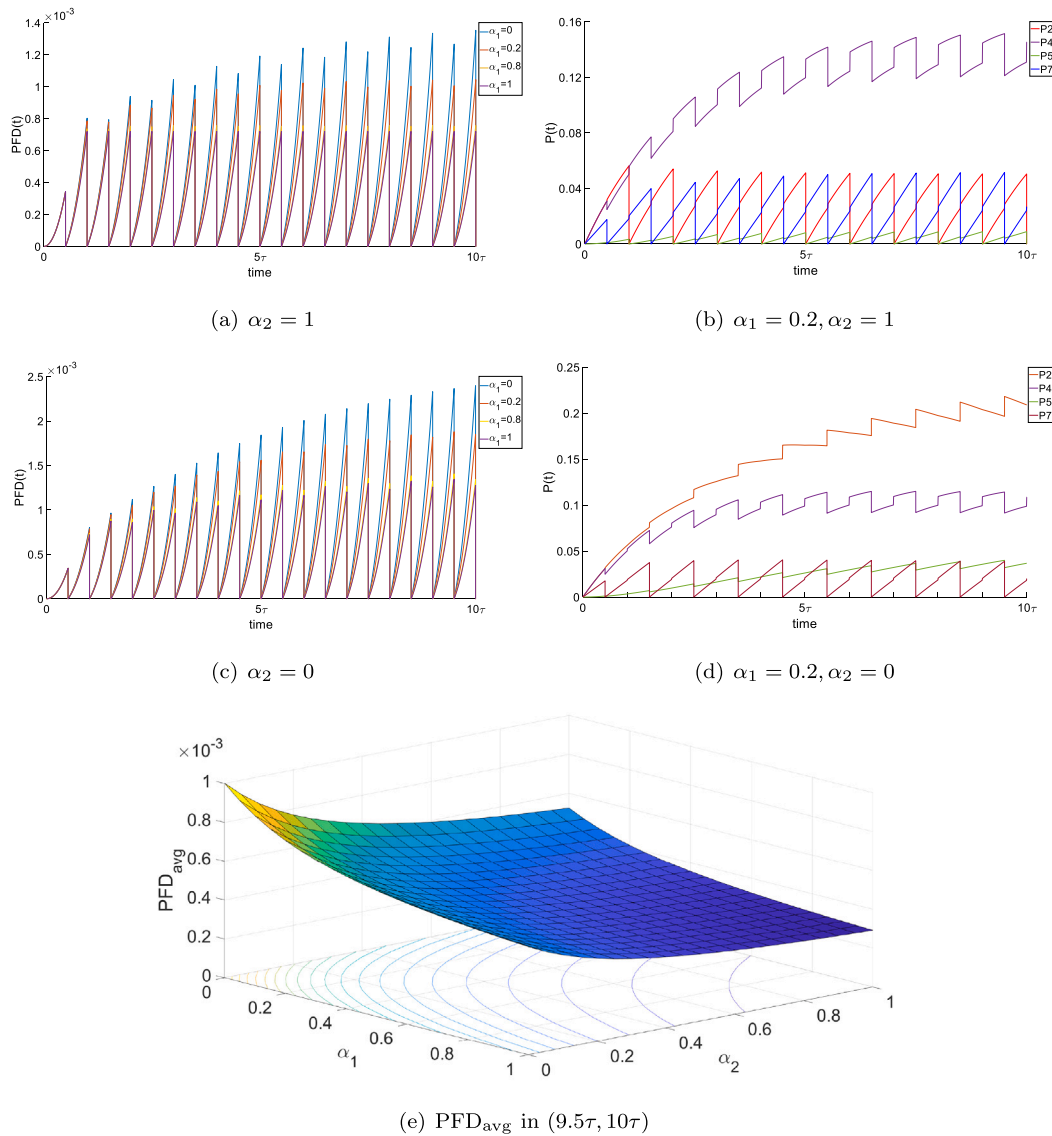 ×10⁻³
1.4
1.2
1
0.8
0.6
0.4
0.2
0
PFD(t)
0
5τ
10τ
time
α₁=0
α₁=0.2
α₁=0.8
α₁=1
(a) α₂ = 1
0.16
0.12
0.08
0.04
0
P(t)
0
5τ
10τ
time
P2
P4
P5
P7
(b) α₁ = 0.2, α₂ = 1
×10⁻³
2.5
2
1.5
1
0.5
0
PFD(t)
0
5τ
10τ
time
α₁=0
α₁=0.2
α₁=0.8
α₁=1
(c) α₂ = 0
0.25
0.2
0.15
0.1
0.05
0
P(t)
0
5τ
10τ
time
P2
P4
P5
P7
(d) α₁ = 0.2, α₂ = 0
×10⁻³
1
0.8
0.6
0.4
0.2
0
PFDavg
0
0.2
0.4
0.6
0.8
1
α₁
0
0.2
0.4
0.6
0.8
1
α₂
(e) PFDavg in (9.5τ, 10τ)